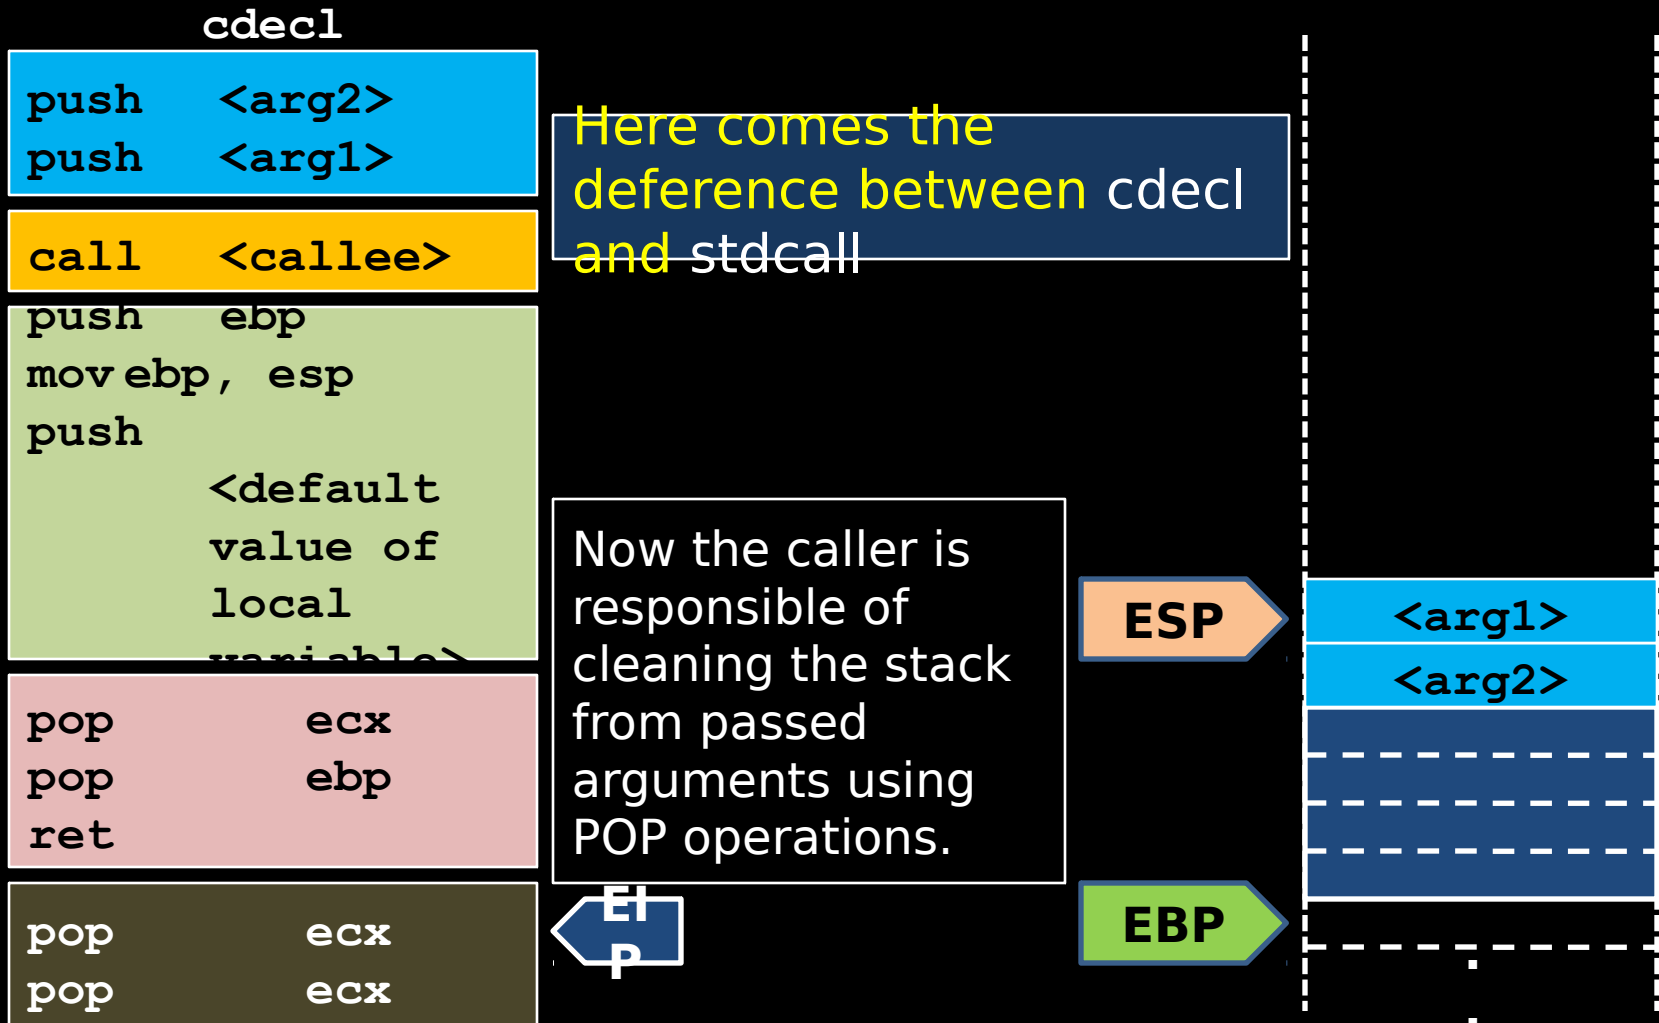 cdecl
push <arg2>
push <arg1>
call <callee>
push ebp
mov ebp, esp
push
<default
value of
local
variable>
pop ecx
pop ebp
ret
pop ecx
pop ecx
Here comes the
deference between cdecl
and stdcall
Now the caller is
responsible of
cleaning the stack
from passed
arguments using
POP operations.
EI
P
ESP
EBP
<arg1>
<arg2>